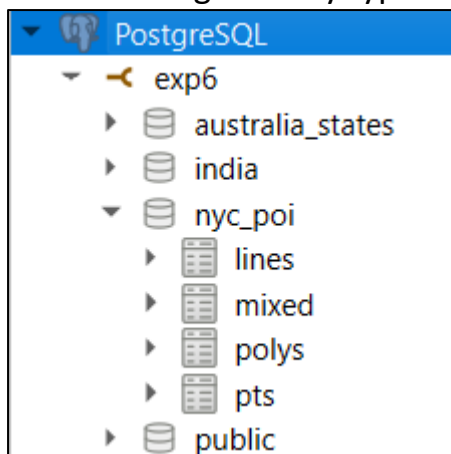 PostgreSQL
exp6
australia_states
india
nyc_poi
lines
mixed
polys
pts
public